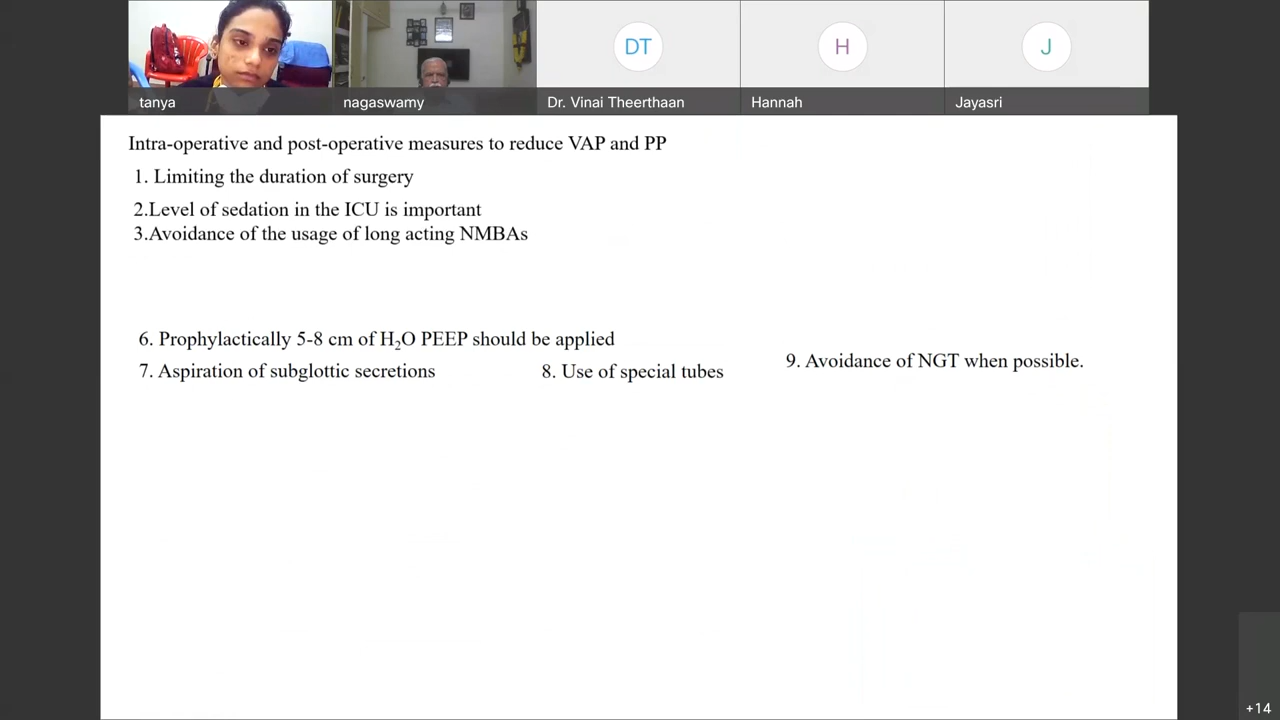 DT
H
J
tanya
nagaswamy
Dr. Vinai Theerthaan
Hannah
Jayasri
Intra-operative and post-operative measures to reduce VAP and PP
1. Limiting the duration of surgery
2.Level of sedation in the ICU is important
3.Avoidance of the usage of long acting NMBAs
6. Prophylactically 5-8 cm of H₂O PEEP should be applied
7. Aspiration of subglottic secretions
8. Use of special tubes
9. Avoidance of NGT when possible.
+14